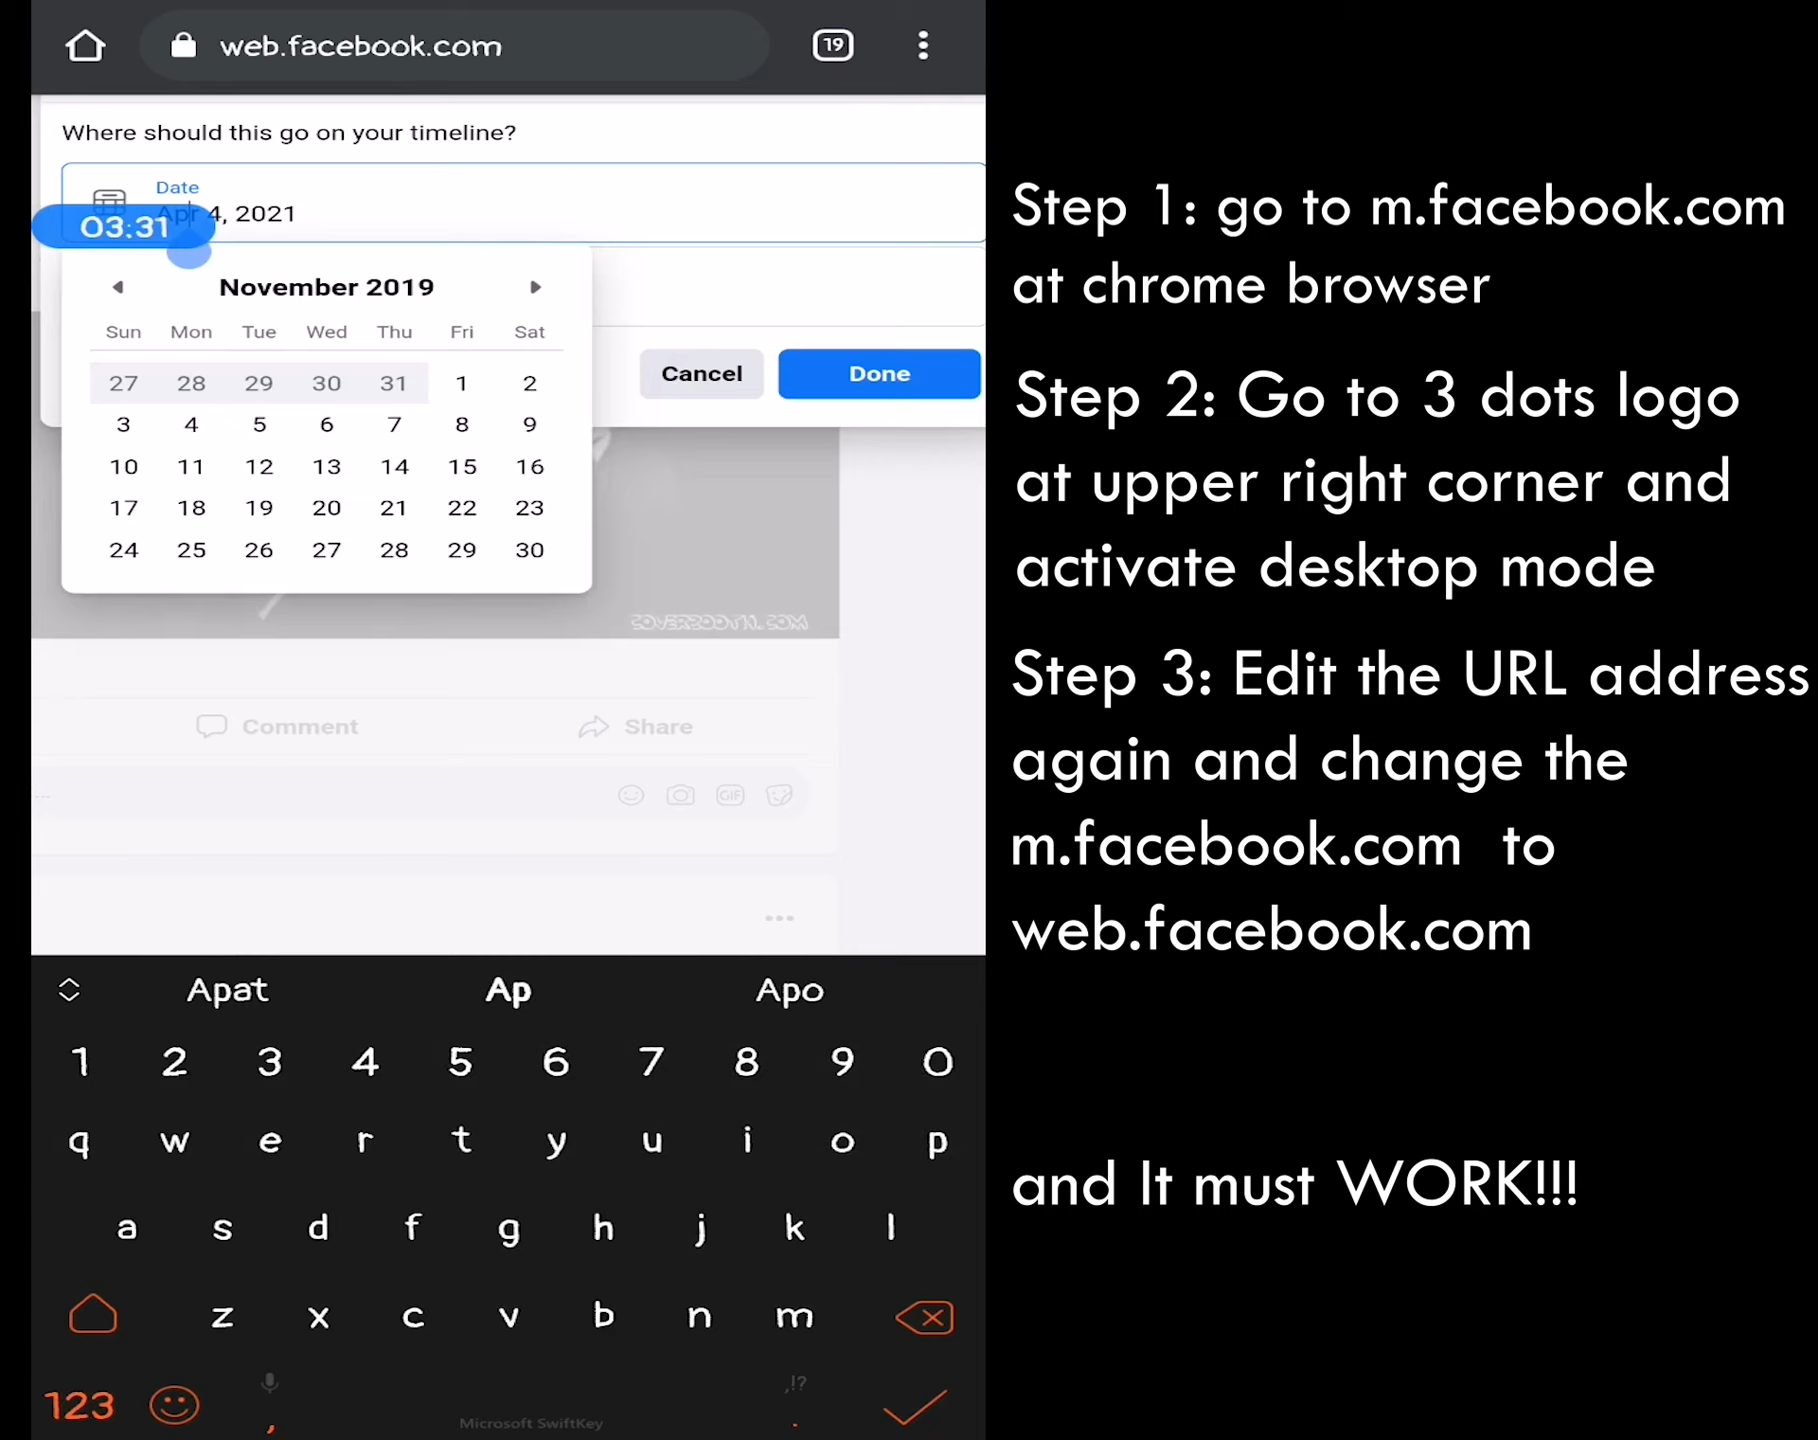 web.facebook.com
19
Where should this go on your timeline?
Date
Apr 4, 2021
03:31
November 2019
Sun Mon Tue Wed Thu Fri Sat
27 28 29 30 31 1 2
3 4 5 6 7 8 9
10 11 12 13 14 15 16
17 18 19 20 21 22 23
24 25 26 27 28 29 30
Cancel Done
COVERBOOTH.COM
Comment Share
GIF
Apat Ap Apo
1 2 3 4 5 6 7 8 9 0
q w e r t y u i o p
a s d f g h j k l
z x c v b n m
123 , Microsoft SwiftKey ,!? .
Step 1: go to m.facebook.com
at chrome browser
Step 2: Go to 3 dots logo
at upper right corner and
activate desktop mode
Step 3: Edit the URL address
again and change the
m.facebook.com to
web.facebook.com
and It must WORK!!!